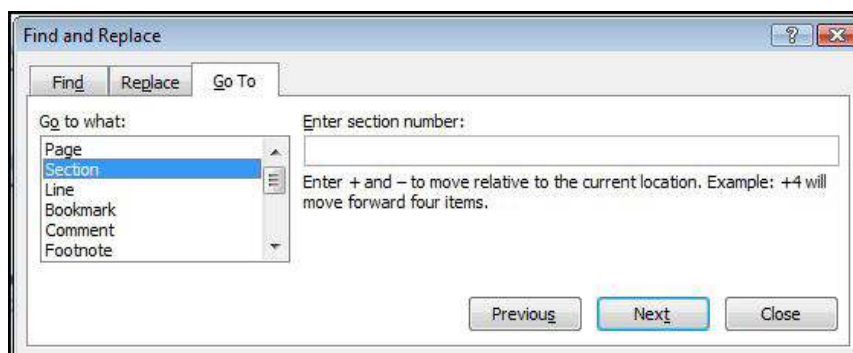 Find and Replace
Find Replace Go To
Go to what:
Page
Section
Line
Bookmark
Comment
Footnote
Enter section number:
Enter + and – to move relative to the current location. Example: +4 will
move forward four items.
Previous Next Close